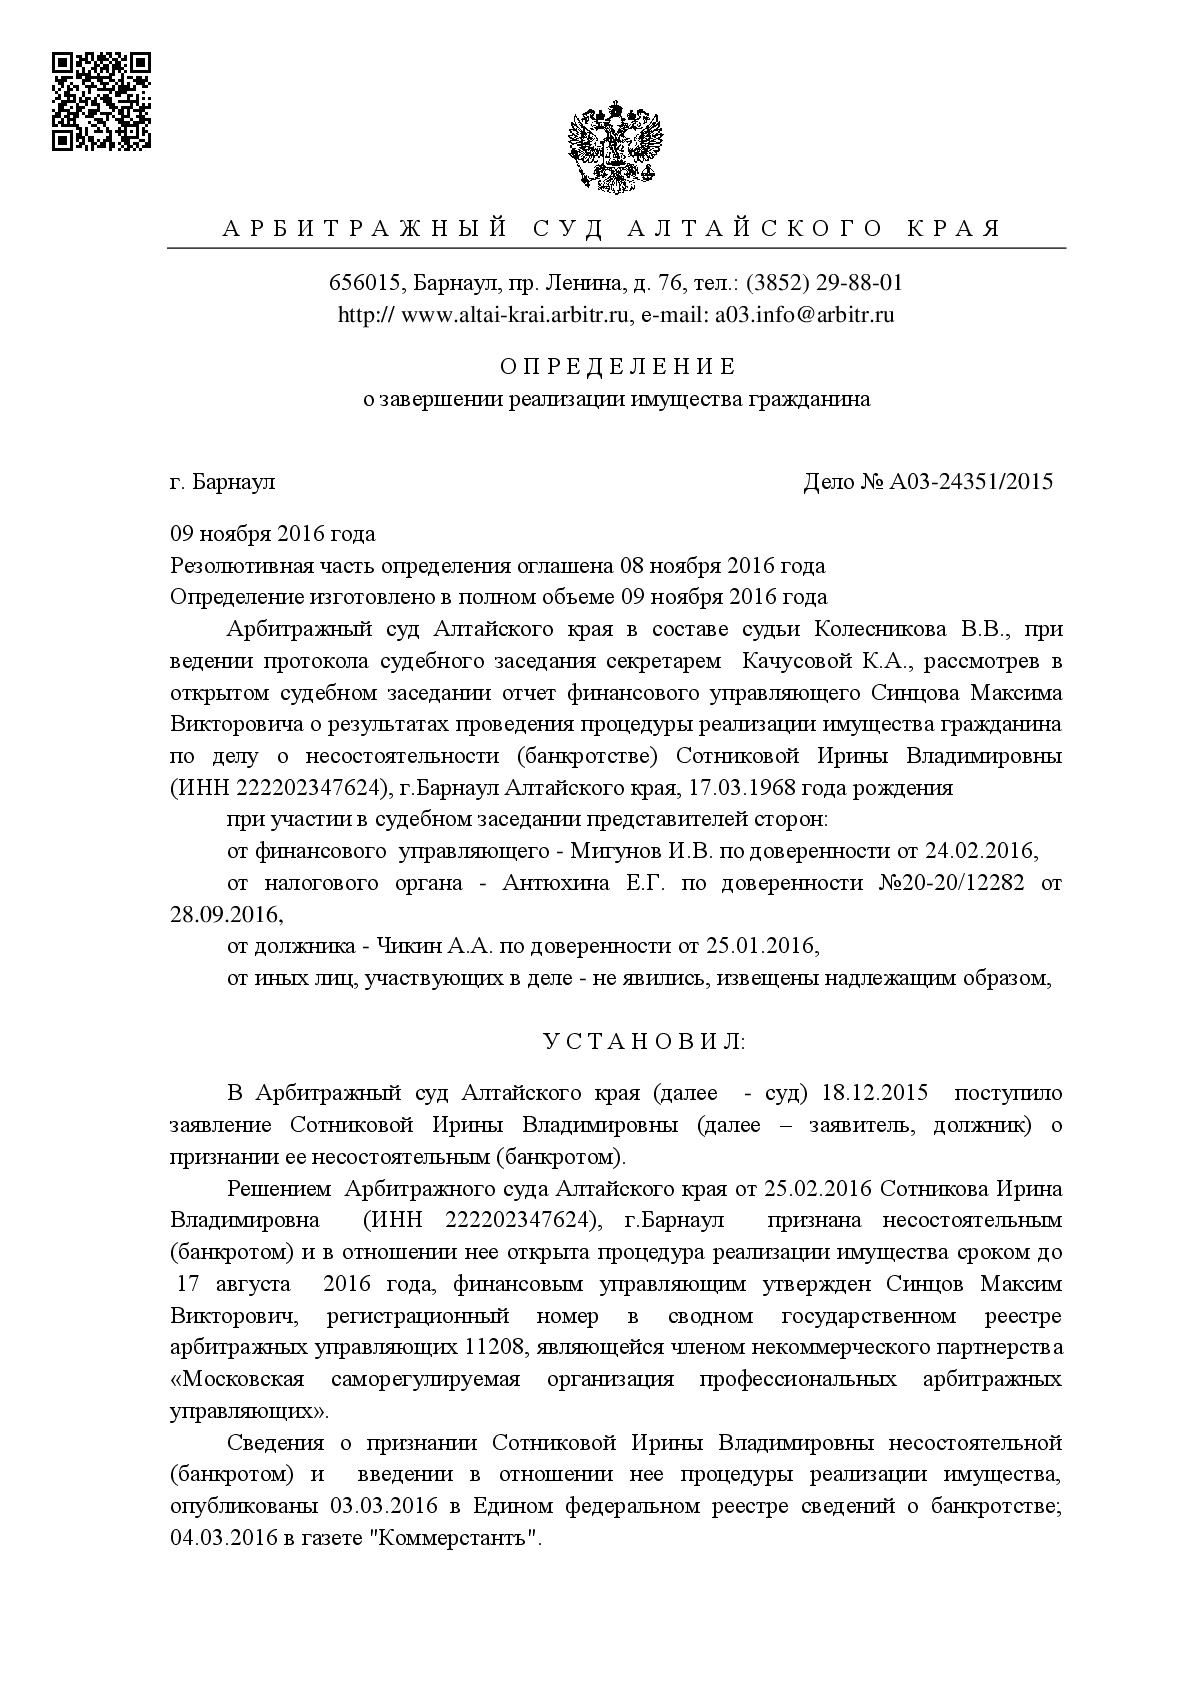 АРБИТРАЖНЫЙ СУД АЛТАЙСКОГО КРАЯ
656015, Барнаул, пр. Ленина, д. 76, тел.: (3852) 29-88-01
http:// www.altai-krai.arbitr.ru, e-mail: a03.info@arbitr.ru
О П Р Е Д Е Л Е Н И Е
о завершении реализации имущества гражданина
г. Барнаул Дело № А03-24351/2015
09 ноября 2016 года
Резолютивная часть определения оглашена 08 ноября 2016 года
Определение изготовлено в полном объеме 09 ноября 2016 года
Арбитражный суд Алтайского края в составе судьи Колесникова В.В., при
ведении протокола судебного заседания секретарем Качусовой К.А., рассмотрев в
открытом судебном заседании отчет финансового управляющего Синцова Максима
Викторовича о результатах проведения процедуры реализации имущества гражданина
по делу о несостоятельности (банкротстве) Сотниковой Ирины Владимировны
(ИНН 222202347624), г.Барнаул Алтайского края, 17.03.1968 года рождения
при участии в судебном заседании представителей сторон:
от финансового управляющего - Мигунов И.В. по доверенности от 24.02.2016,
от налогового органа - Антюхина Е.Г. по доверенности №20-20/12282 от
28.09.2016,
от должника - Чикин А.А. по доверенности от 25.01.2016,
от иных лиц, участвующих в деле - не явились, извещены надлежащим образом,
У С Т А Н О В И Л:
В Арбитражный суд Алтайского края (далее - суд) 18.12.2015 поступило
заявление Сотниковой Ирины Владимировны (далее – заявитель, должник) о
признании ее несостоятельным (банкротом).
Решением Арбитражного суда Алтайского края от 25.02.2016 Сотникова Ирина
Владимировна (ИНН 222202347624), г.Барнаул признана несостоятельным
(банкротом) и в отношении нее открыта процедура реализации имущества сроком до
17 августа 2016 года, финансовым управляющим утвержден Синцов Максим
Викторович, регистрационный номер в сводном государственном реестре
арбитражных управляющих 11208, являющейся членом некоммерческого партнерства
«Московская саморегулируемая организация профессиональных арбитражных
управляющих».
Сведения о признании Сотниковой Ирины Владимировны несостоятельной
(банкротом) и введении в отношении нее процедуры реализации имущества,
опубликованы 03.03.2016 в Едином федеральном реестре сведений о банкротстве;
04.03.2016 в газете "Коммерстантъ".